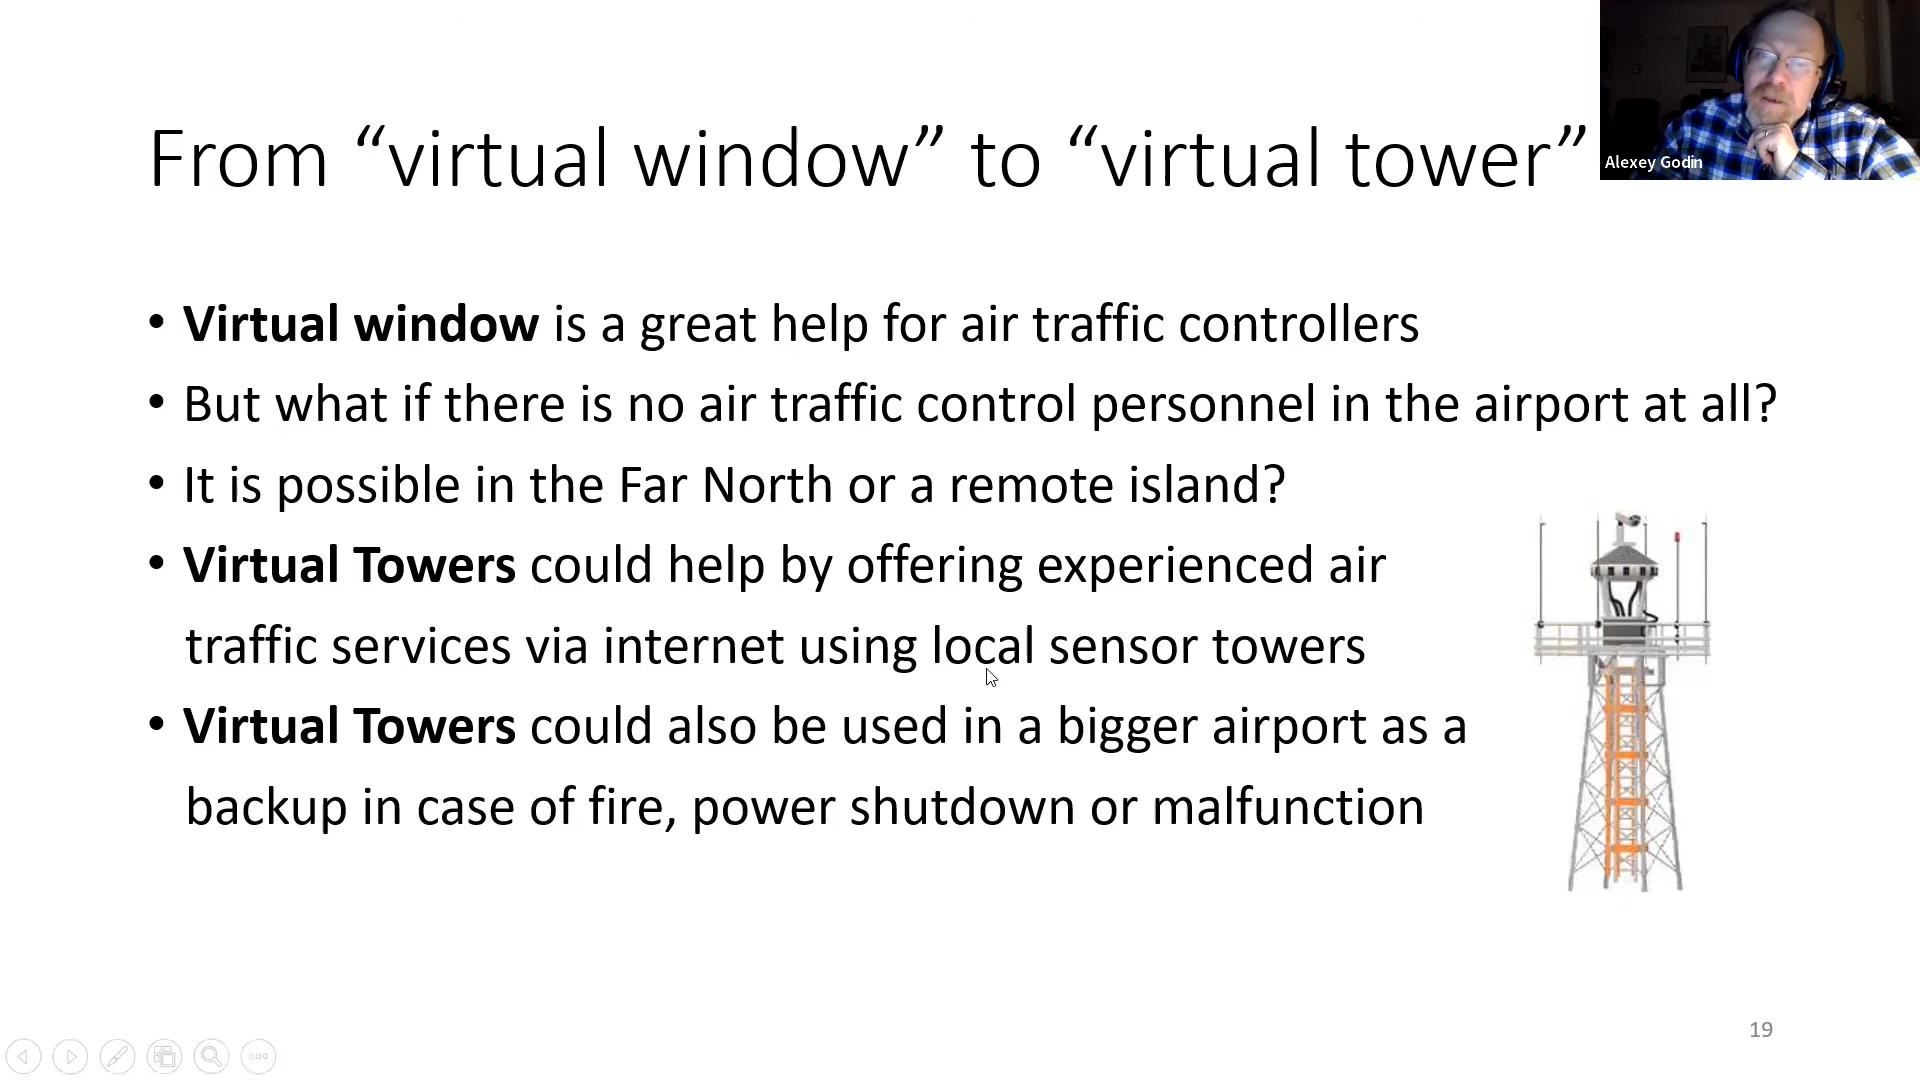 From “virtual window” to “virtual tower”
Alexey Godin
• Virtual window is a great help for air traffic controllers
• But what if there is no air traffic control personnel in the airport at all?
• It is possible in the Far North or a remote island?
• Virtual Towers could help by offering experienced air
traffic services via internet using local sensor towers
• Virtual Towers could also be used in a bigger airport as a
backup in case of fire, power shutdown or malfunction
19